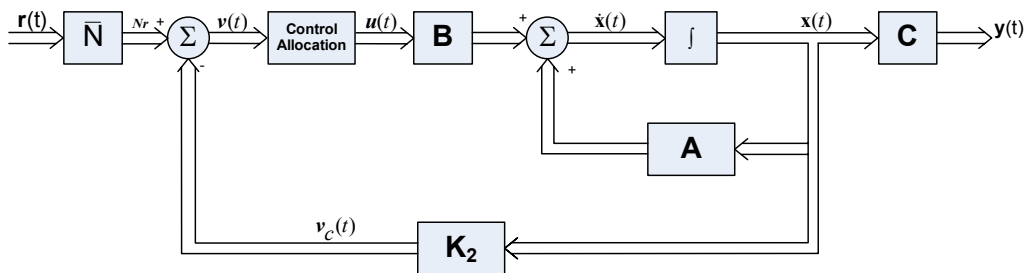 r(t)
N̅
Nr
+
Σ
-
v(t)
Control
Allocation
u(t)
B
+
Σ
+
ẋ(t)
∫
x(t)
C
y(t)
A
v_C(t)
K₂